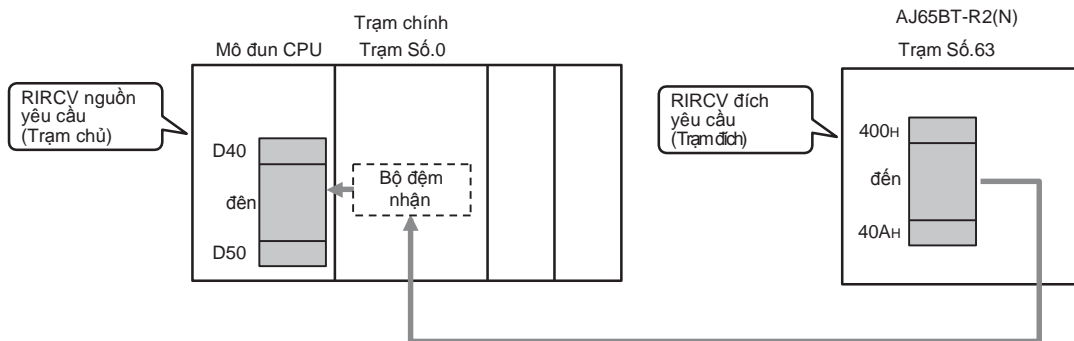 Trạm chính
Mô đun CPU
Trạm Số.0
RIRCV nguồn
yêu cầu
(Trạm chủ)
D40
đên
D50
Bộ đệm
nhận
AJ65BT-R2(N)
Trạm Số.63
RIRCV đích
yêu cầu
(Trạm đích)
400H
đến
40AH